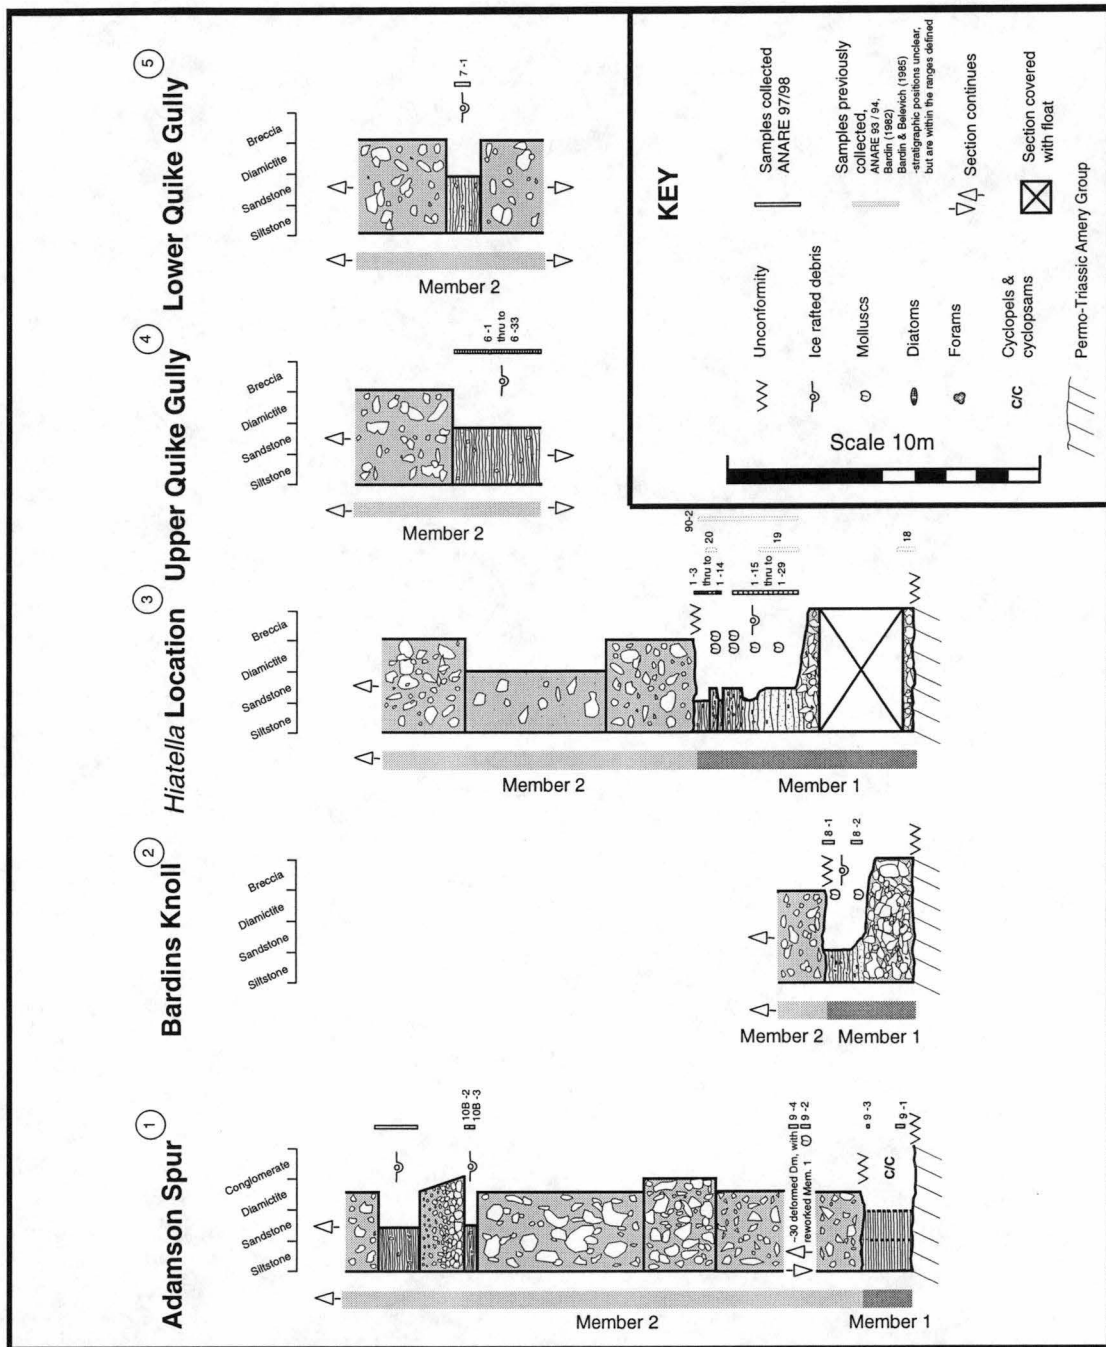 1
Adamson Spur
Siltstone
Sandstone
Diamictite
Conglomerate
10B -2
10B -3
~30 deformed Dm, with
reworked Mem. 1
9 -4
9 -2
9 -3
C/C
9 -1
Member 2
Member 1
2
Bardins Knoll
Siltstone
Sandstone
Diamictite
Breccia
8 -1
8 -2
Member 2
Member 1
3
Hiatella Location
Siltstone
Sandstone
Diamictite
Breccia
1 -3
thru to
1 -14
1 -15
thru to
1 -29
90-2
20
19
18
Member 2
Member 1
4
Upper Quike Gully
Siltstone
Sandstone
Diamictite
Breccia
6 -1
thru to
6 -33
Member 2
5
Lower Quike Gully
Siltstone
Sandstone
Diamictite
Breccia
7 -1
Member 2
KEY
Unconformity
Ice rafted debris
Molluscs
Diatoms
Forams
C/C
Cyclopels &
cyclopsams
Permo-Triassic Amery Group
Samples collected
ANARE 97/98
Samples previously
collected,
ANARE 93 / 94,
Bardin (1982)
Bardin & Belevich (1985)
-stratigraphic positions unclear,
but are within the ranges defined
Section continues
Section covered
with float
Scale 10m